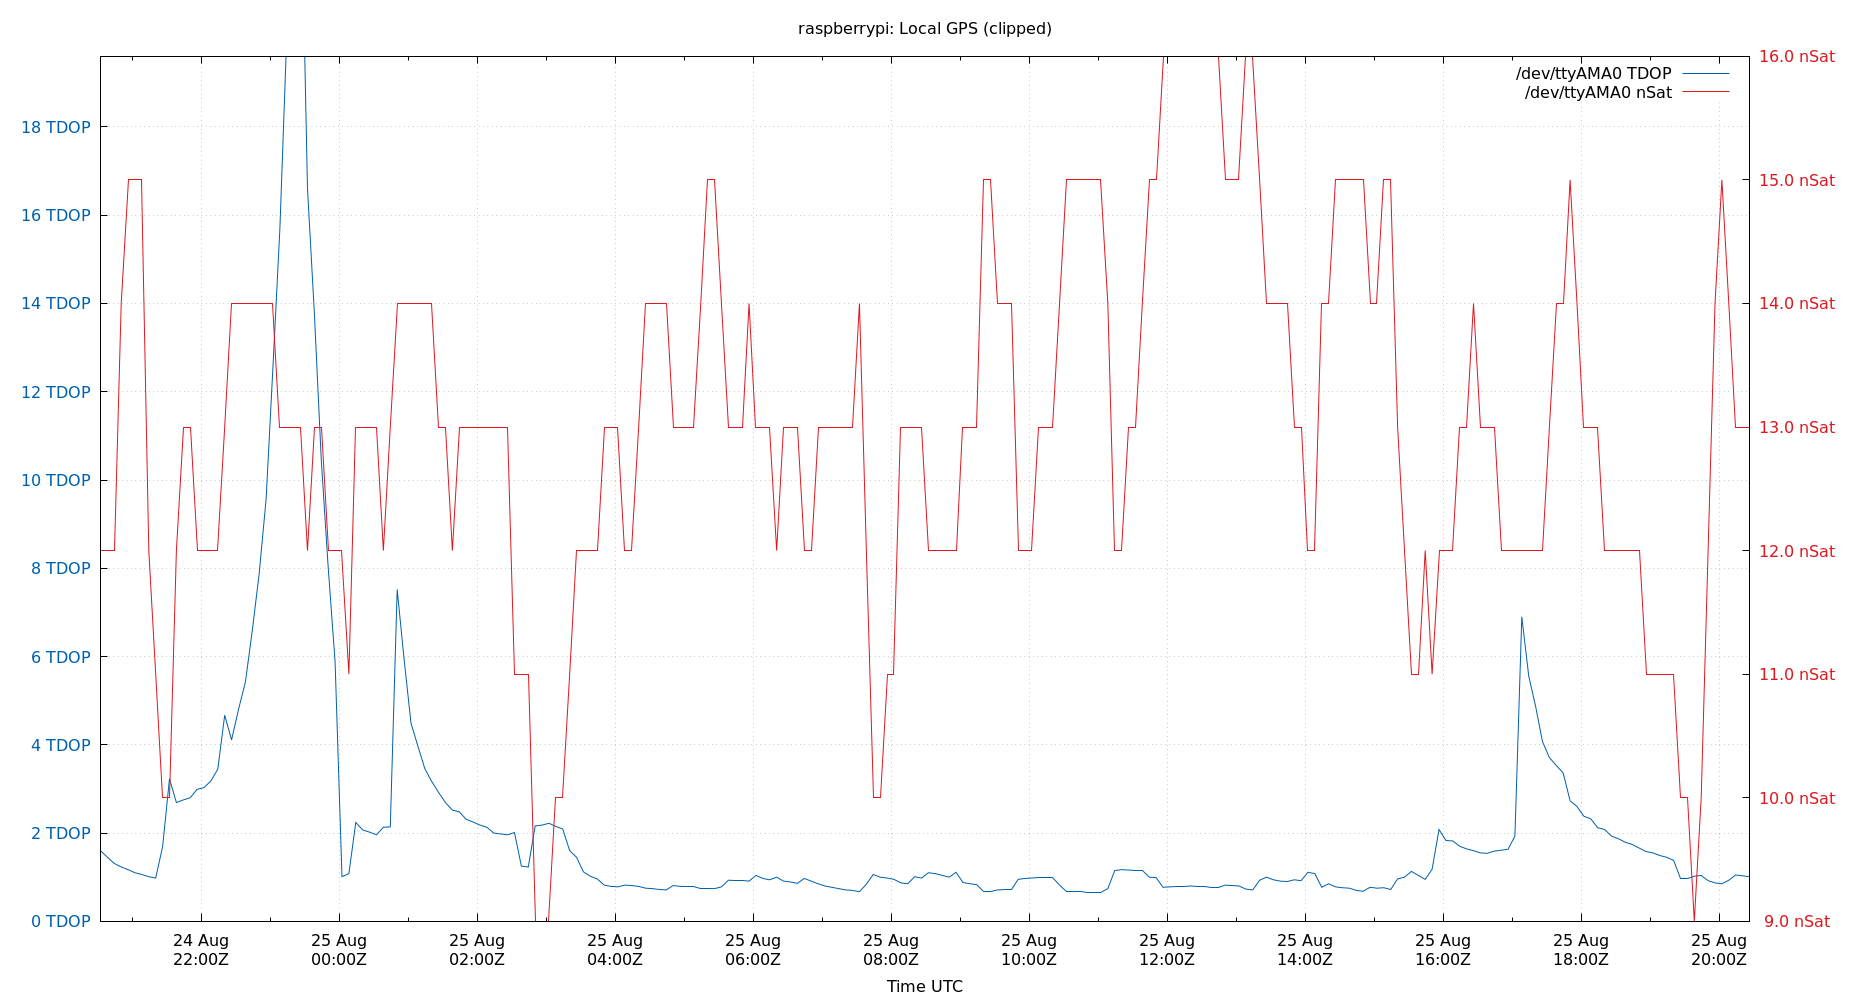 raspberrypi: Local GPS (clipped)
/dev/ttyAMA0 TDOP
/dev/ttyAMA0 nSat
18 TDOP
16 TDOP
14 TDOP
12 TDOP
10 TDOP
8 TDOP
6 TDOP
4 TDOP
2 TDOP
0 TDOP
16.0 nSat
15.0 nSat
14.0 nSat
13.0 nSat
12.0 nSat
11.0 nSat
10.0 nSat
9.0 nSat
24 Aug
22:00Z
25 Aug
00:00Z
25 Aug
02:00Z
25 Aug
04:00Z
25 Aug
06:00Z
25 Aug
08:00Z
25 Aug
10:00Z
25 Aug
12:00Z
25 Aug
14:00Z
25 Aug
16:00Z
25 Aug
18:00Z
25 Aug
20:00Z
Time UTC